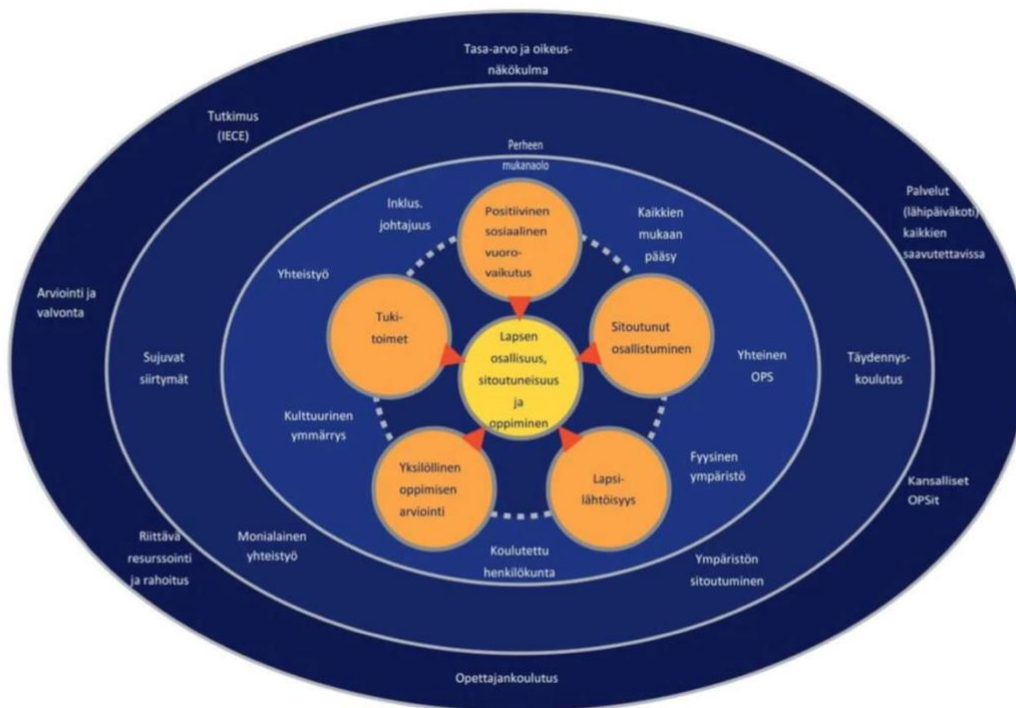 Tasa-arvo ja oikeus-
näkökulma
Tutkimus
(IECE)
Perheen
mukanaolo
Palvelut
(lähipäiväkoti)
kaikkien
saavutettavissa
Inklus.
johtajuus
Positiivinen
sosiaalinen
vuoro-
vaikutus
Kaikkien
mukaan
pääsy
Yhteistyö
Arviointi ja
valvonta
Tuki-
toimet
Lapsen
osallisuus,
sitoutuneisuus
ja
oppiminen
Sitoutunut
osallistuminen
Sujuvat
siirtymät
Yhteinen
OPS
Täydennys-
koulutus
Kulttuurinen
ymmärrys
Yksilöllinen
oppimisen
arviointi
Lapsi-
lähtöisyys
Fyysinen
ympäristö
Kansalliset
OPSit
Riittävä
resurssointi
ja rahoitus
Monialainen
yhteistyö
Koulutettu
henkilökunta
Ympäristön
sitoutuminen
Opettajankoulutus